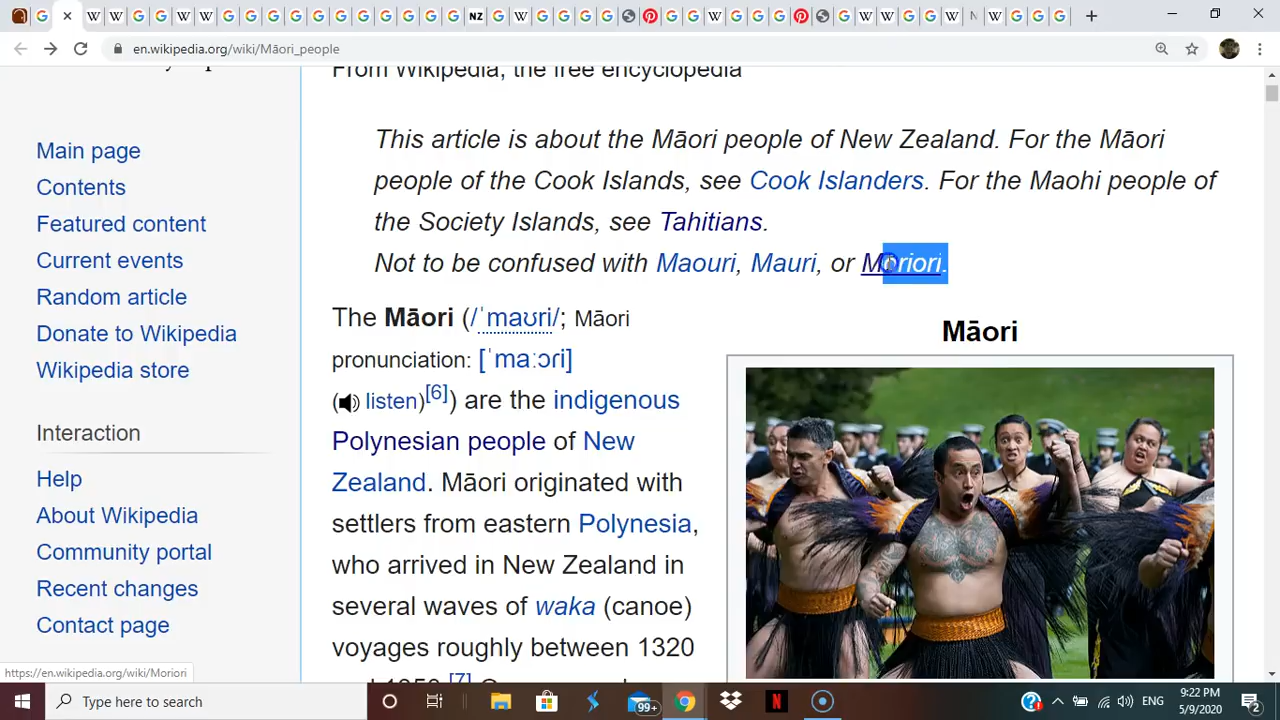 NZ
en.wikipedia.org/wiki/Māori_people
From Wikipedia, the free encyclopedia
Main page
Contents
Featured content
Current events
Random article
Donate to Wikipedia
Wikipedia store
Interaction
Help
About Wikipedia
Community portal
Recent changes
Contact page
This article is about the Māori people of New Zealand. For the Māori
people of the Cook Islands, see Cook Islanders. For the Maohi people of
the Society Islands, see Tahitians.
Not to be confused with Maouri, Mauri, or Moriori.
The Māori (/ˈmaʊri/; Māori
pronunciation: [ˈmaːɔɾi]
(listen)[6]) are the indigenous
Polynesian people of New
Zealand. Māori originated with
settlers from eastern Polynesia,
who arrived in New Zealand in
several waves of waka (canoe)
voyages roughly between 1320
Māori
https://en.wikipedia.org/wiki/Moriori
Type here to search
99+
N
ENG
9:22 PM
5/9/2020
2